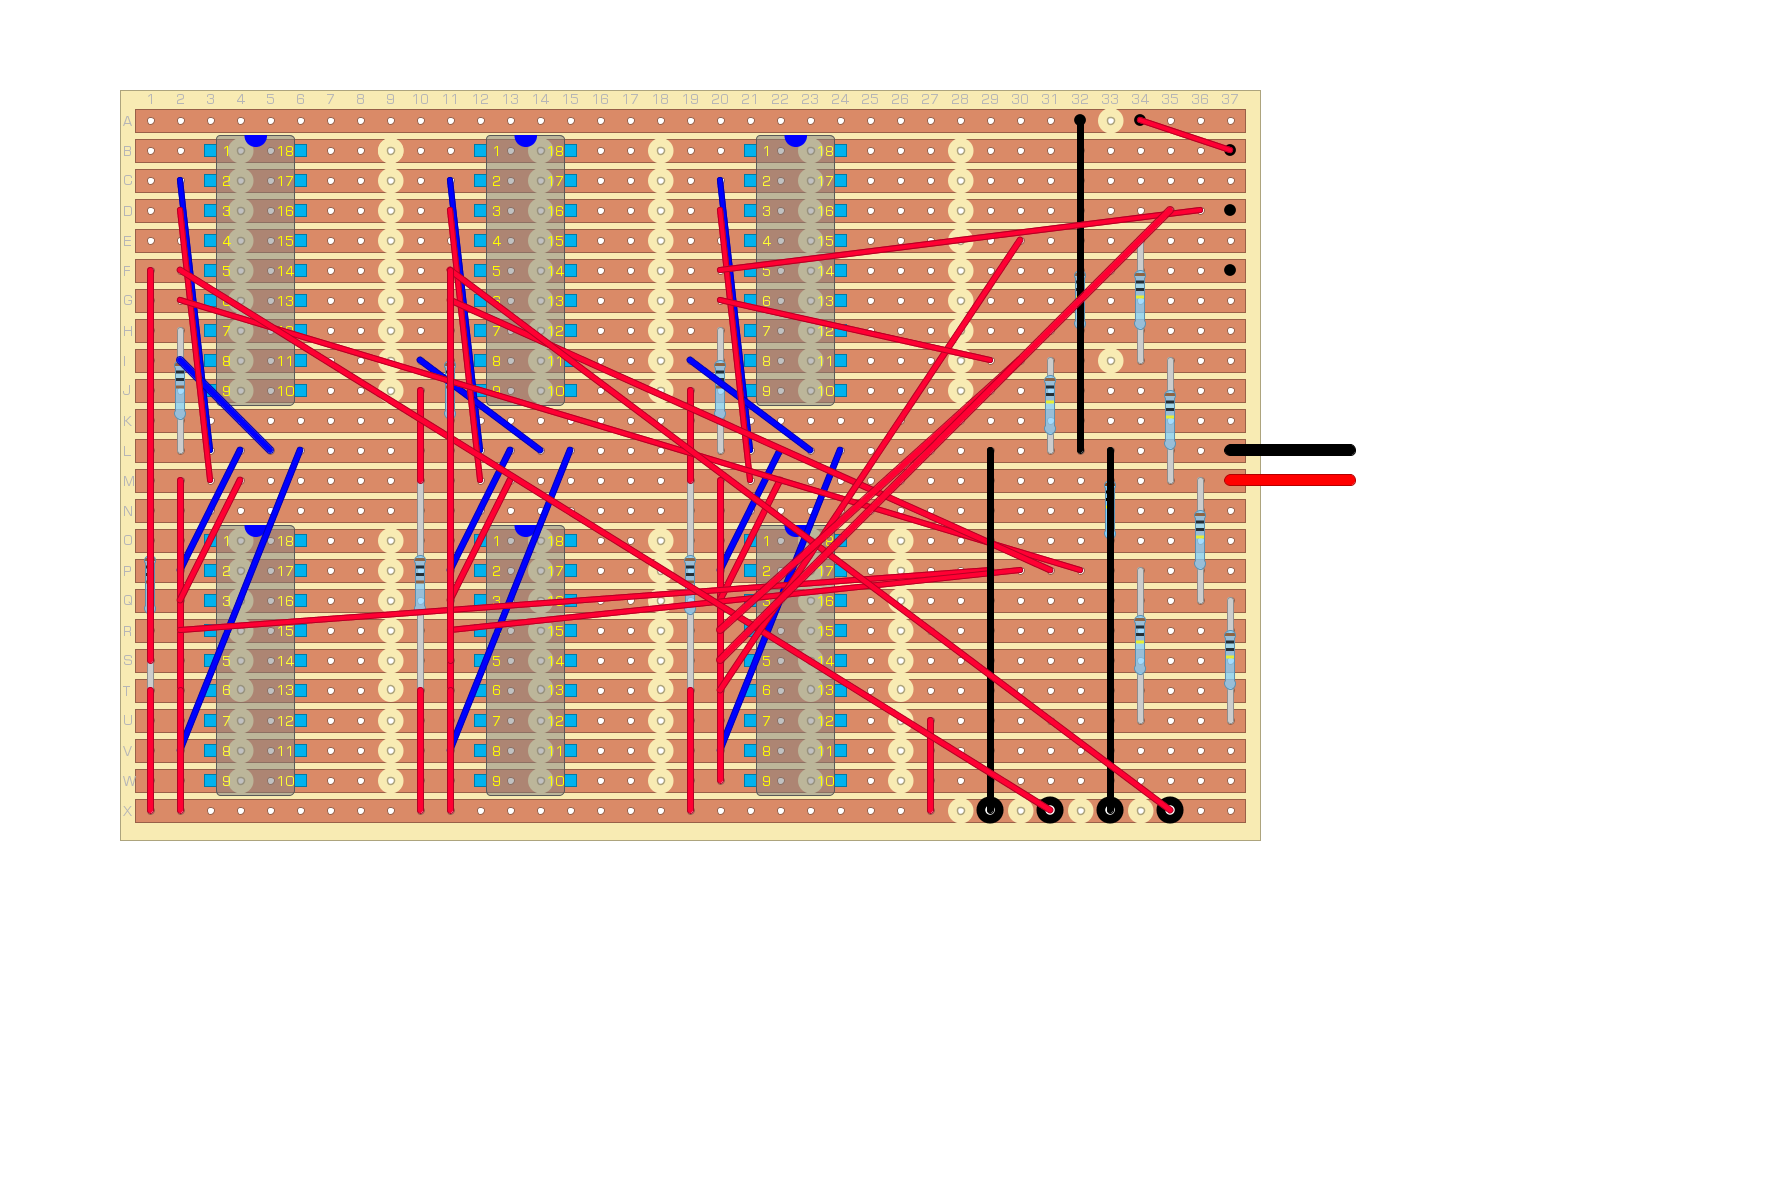 1 2 3 4 5 6 7 8 9 10 11 12 13 14 15 16 17 18 19 20 21 22 23 24 25 26 27 28 29 30 31 32 33 34 35 36 37
A
B 1 18 1 18 1 18
C 2 17 2 17 2 17
D 3 16 3 16 3 16
E 4 15 4 15 4 15
F 5 14 5 14 5 14
G 13 13 6 13
H 7 7 12 7 12
I 8 11 8 11 8 11
J 9 10 9 10 9 10
K
L
M
N
O 1 18 1 18 1
P 2 17 2 17 2 17
Q 3 16 3 16 3 16
R 15 15 15
S 5 14 5 14 5 14
T 6 13 6 13 6 13
U 7 12 7 12 7 12
V 8 11 8 11 8 11
W 9 10 9 10 9 10
X